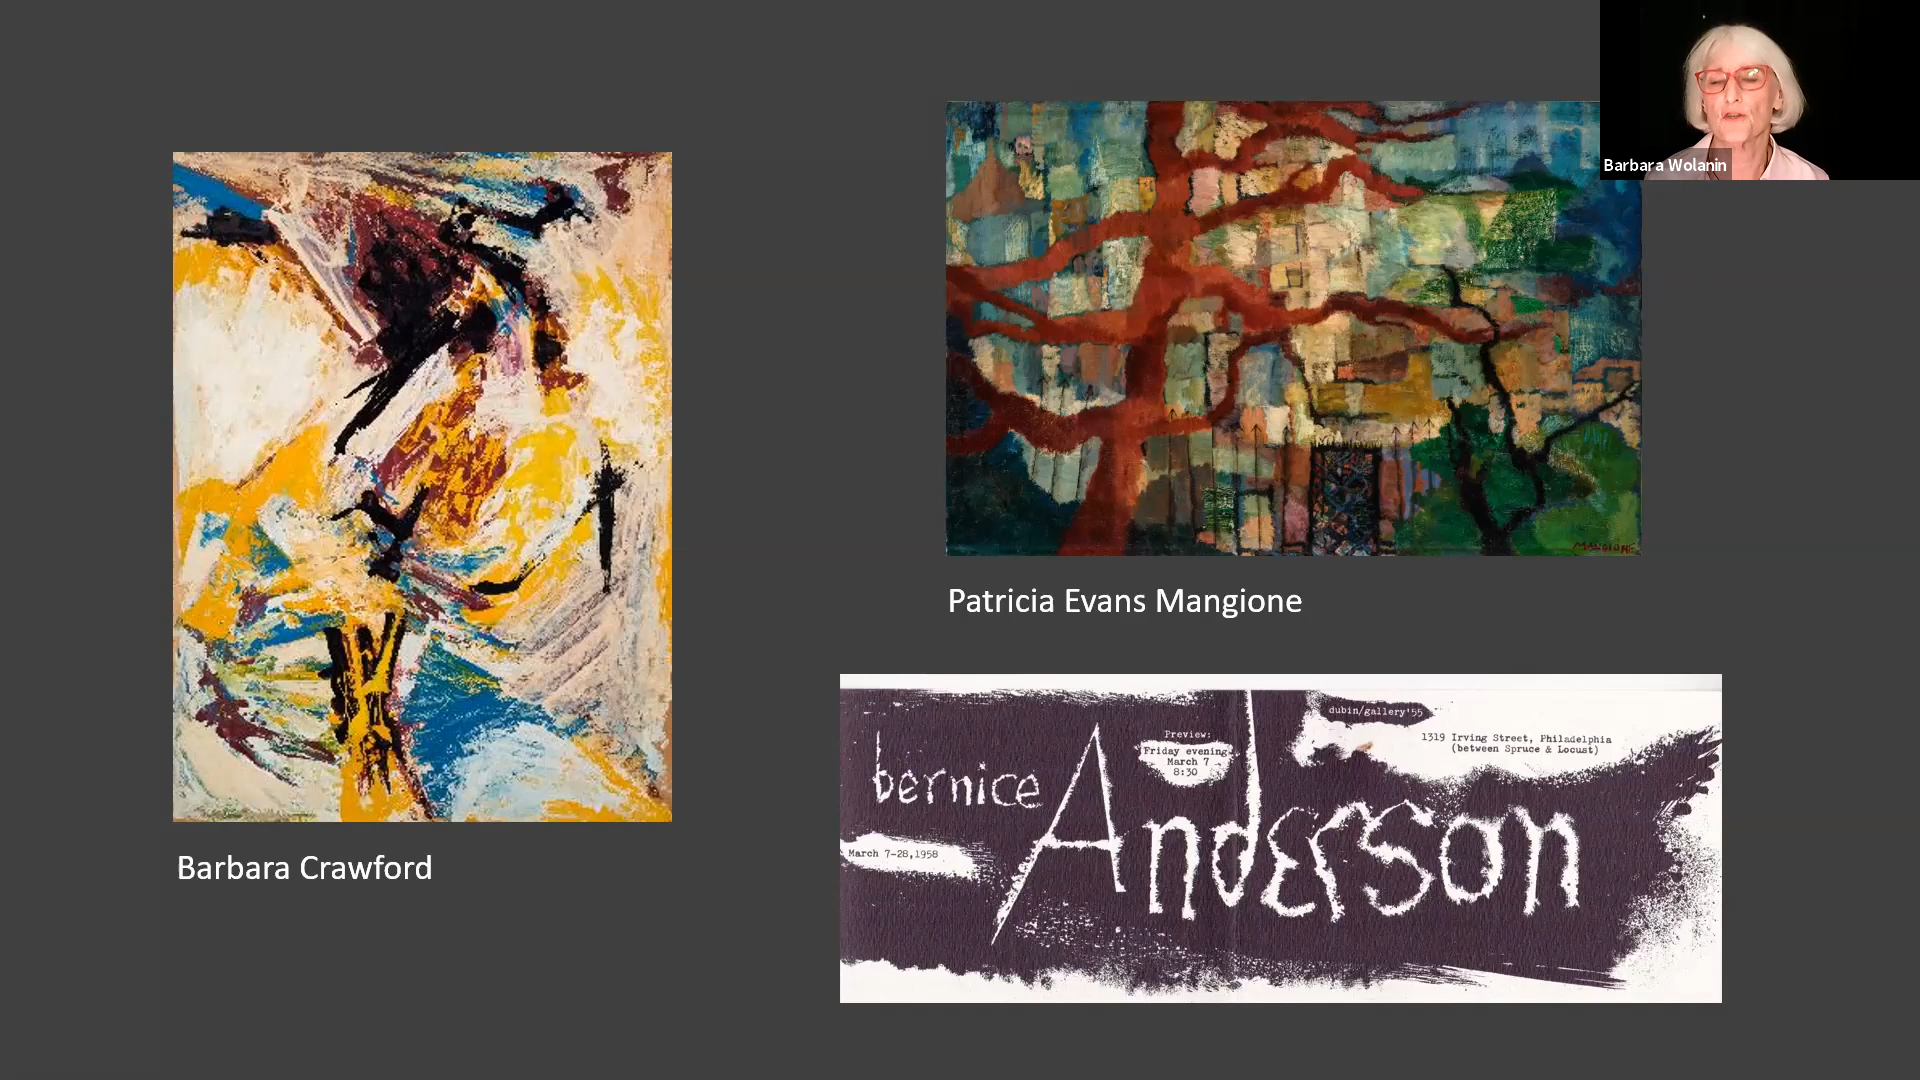 Barbara Wolanin
MANGIONE
Patricia Evans Mangione
Barbara Crawford
dubin/gallery'55
1319 Irving Street, Philadelphia
(between Spruce & Locust)
Preview:
Friday evening
March 7
8:30
bernice Anderson
March 7-28,1958